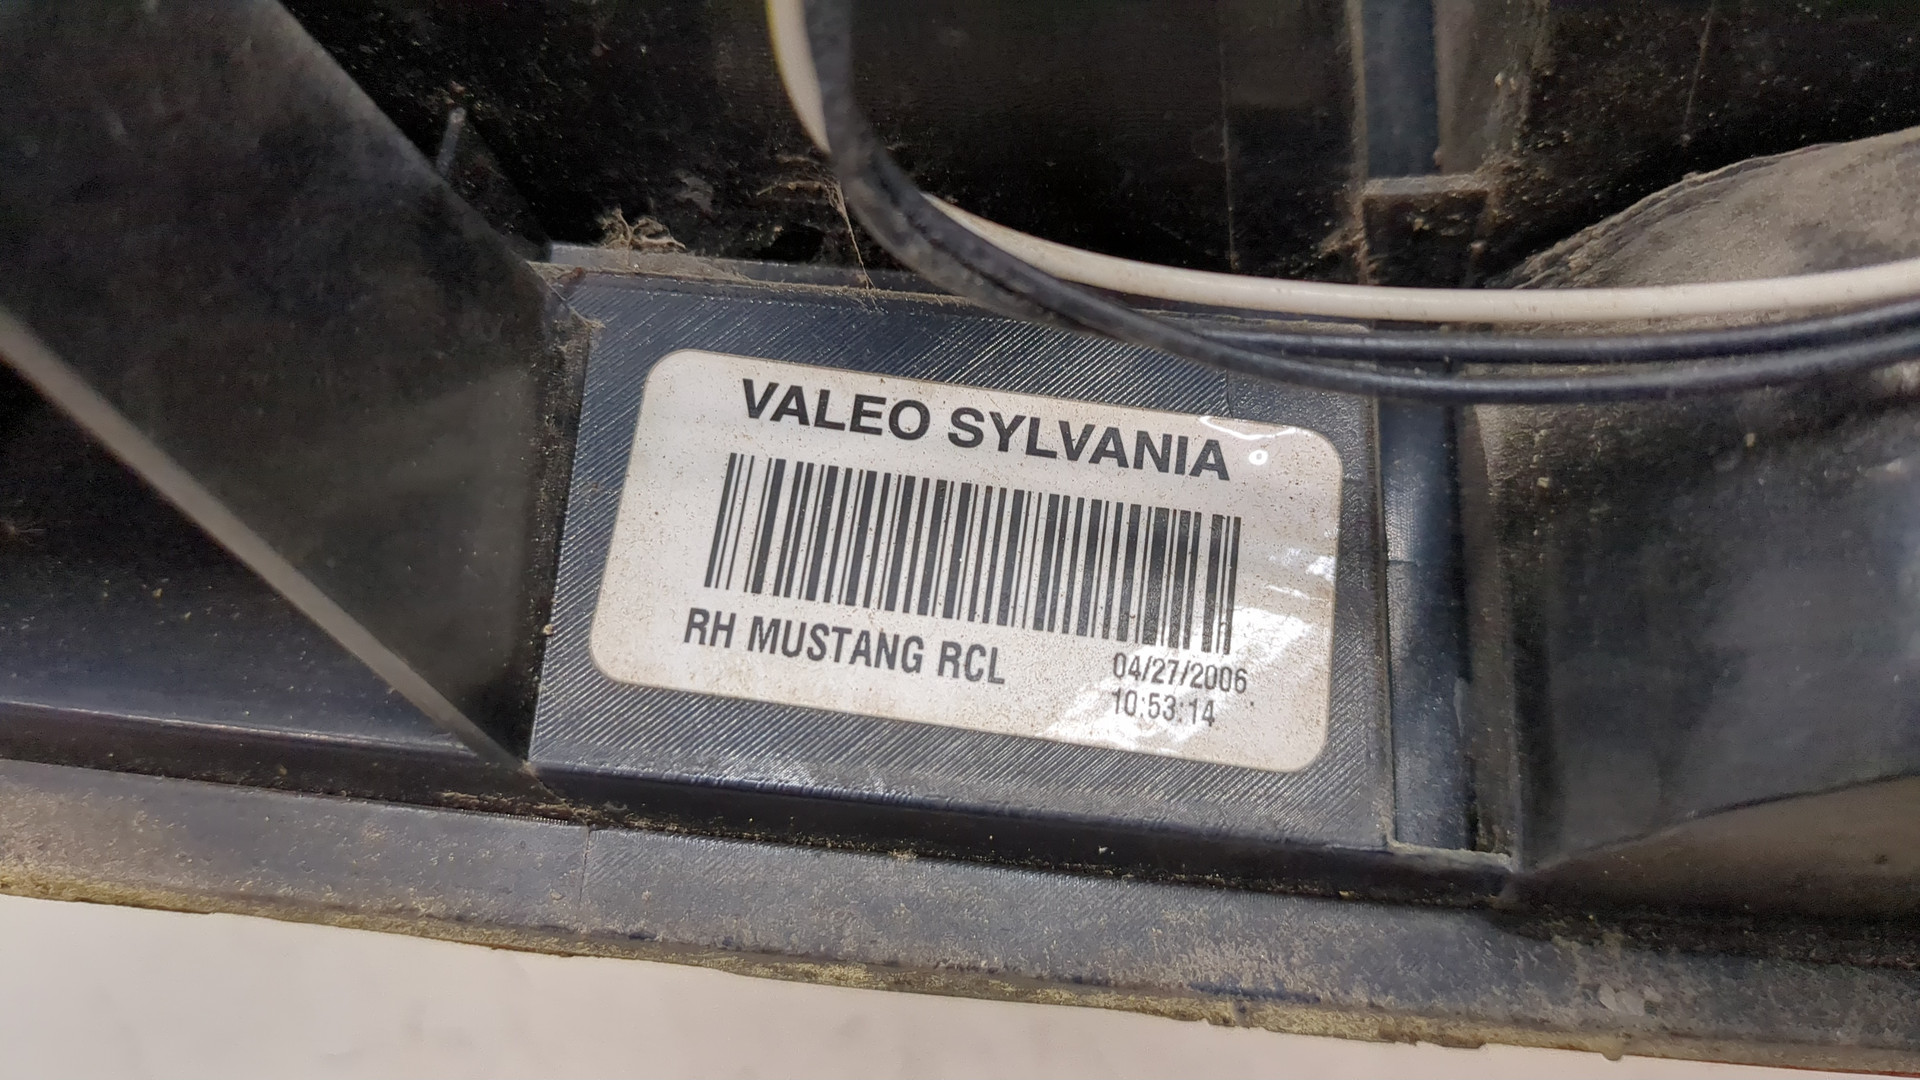 VALEO SYLVANIA
RH MUSTANG RCL
04/27/2006
10:53:14